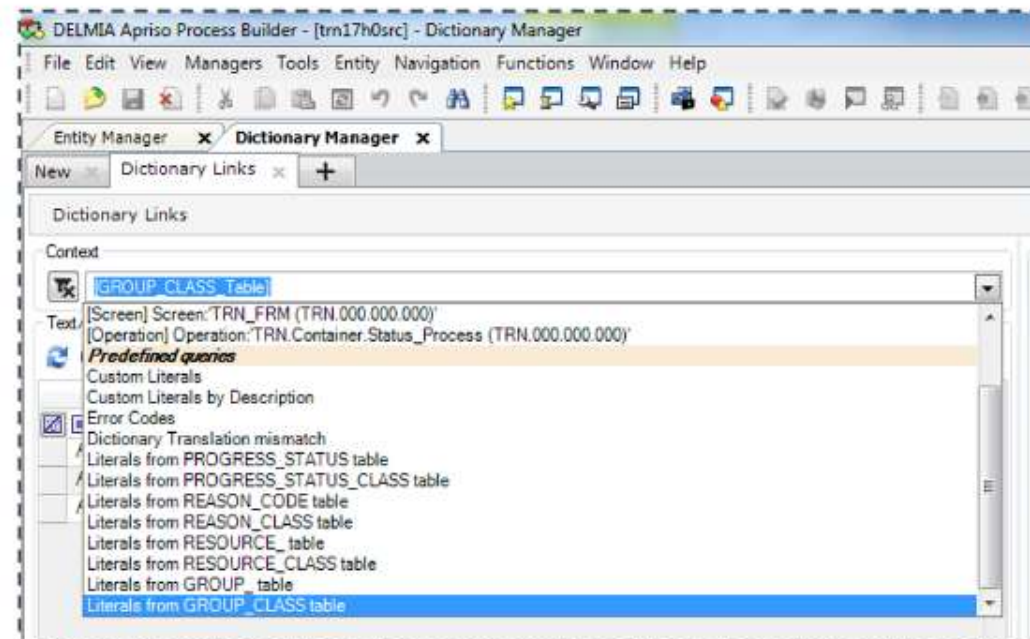 DELMIA Apriso Process Builder - [trn17h0src] - Dictionary Manager
File Edit View Managers Tools Entity Navigation Functions Window Help
Entity Manager x Dictionary Manager x
New x Dictionary Links x +
Dictionary Links
Context
[GROUP_CLASS_Table]
[Screen] Screen:'TRN_FRM (TRN.000.000.000)'
Text
[Operation] Operation:'TRN.Container.Status_Process (TRN.000.000.000)'
Predefined queries
Custom Literals
Custom Literals by Description
Error Codes
Dictionary Translation mismatch
Literals from PROGRESS_STATUS table
Literals from PROGRESS_STATUS_CLASS table
Literals from REASON_CODE table
Literals from REASON_CLASS table
Literals from RESOURCE_ table
Literals from RESOURCE_CLASS table
Literals from GROUP_ table
Literals from GROUP_CLASS table